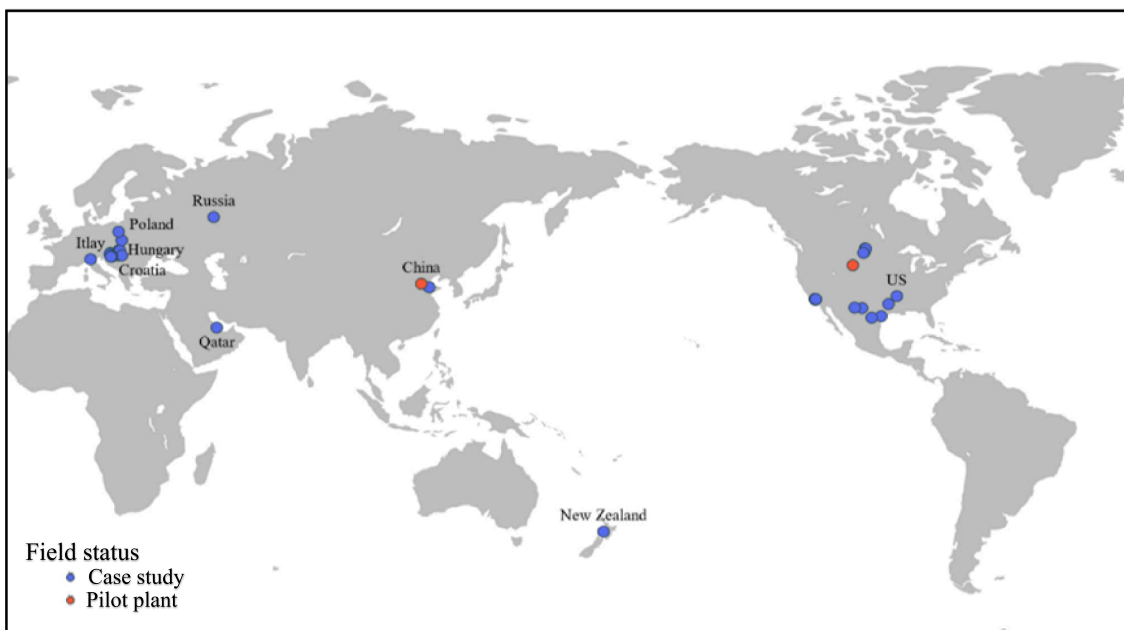 Russia
Poland
Itlay
Hungary
Croatia
China
US
Qatar
New Zealand
Field status
Case study
Pilot plant